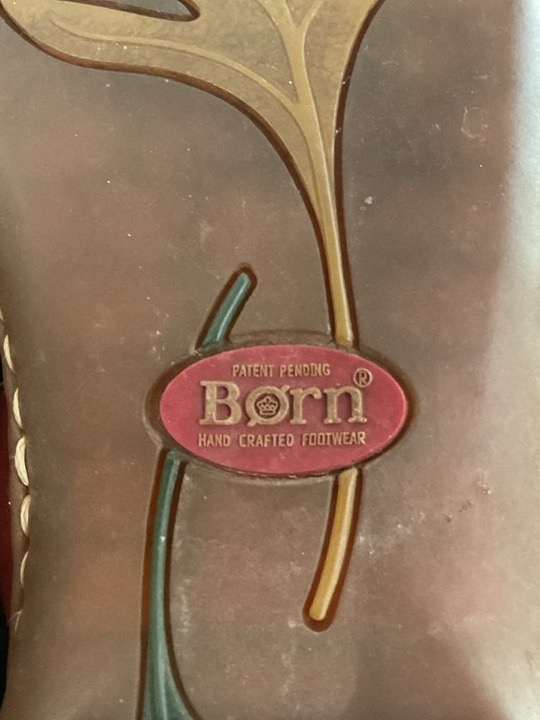 PATENT PENDING
Børn®
HAND CRAFTED FOOTWEAR